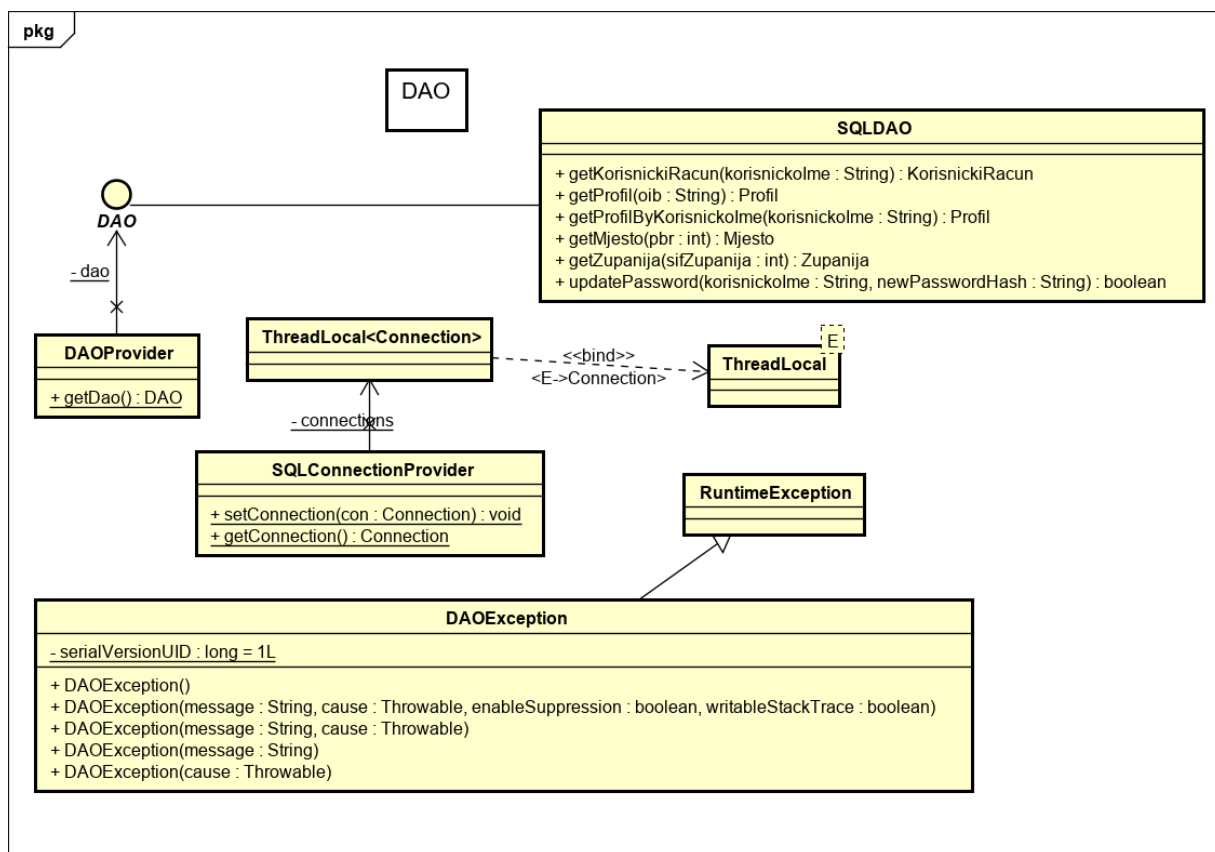 pkg
DAO
SQLDAO
+ getKorisnickiRacun(korisnickoIme : String) : KorisnickiRacun
+ getProfil(oib : String) : Profil
+ getProfilByKorisnickoIme(korisnickoIme : String) : Profil
+ getMjesto(pbr : int) : Mjesto
+ getZupanija(sifZupanija : int) : Zupanija
+ updatePassword(korisnickoIme : String, newPasswordHash : String) : boolean
DAO
- dao
DAOProvider
+ getDao() : DAO
ThreadLocal<Connection>
<<bind>>
<E->Connection>
E
ThreadLocal
- connections
SQLConnectionProvider
+ setConnection(con : Connection) : void
+ getConnection() : Connection
RuntimeException
DAOException
- serialVersionUID : long = 1L
+ DAOException()
+ DAOException(message : String, cause : Throwable, enableSuppression : boolean, writableStackTrace : boolean)
+ DAOException(message : String, cause : Throwable)
+ DAOException(message : String)
+ DAOException(cause : Throwable)